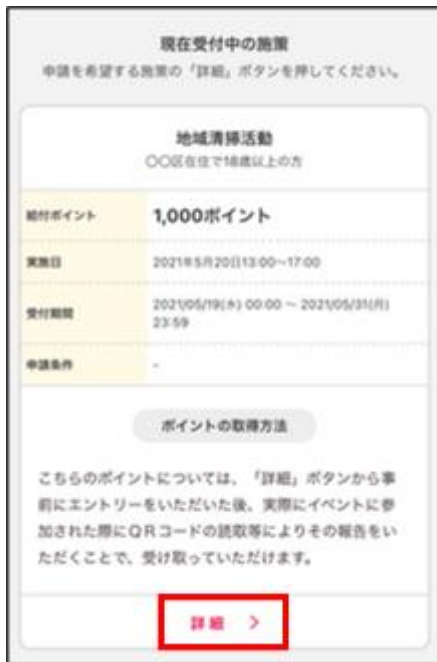 現在受付中の施策
申請を希望する施策の「詳細」ボタンを押してください。
地域清掃活動
〇〇区在住で18歳以上の方
給付ポイント 1,000ポイント
実施日 2021年5月20日13:00~17:00
受付期間 2021/05/19(水) 00:00 ~ 2021/05/31(月)
23:59
申請条件 -
ポイントの取得方法
こちらのポイントについては、「詳細」ボタンから事
前にエントリーをいただいた後、実際にイベントに参
加された際にQRコードの読取等によりその報告をい
ただくことで、受け取っていただけます。
詳細 >